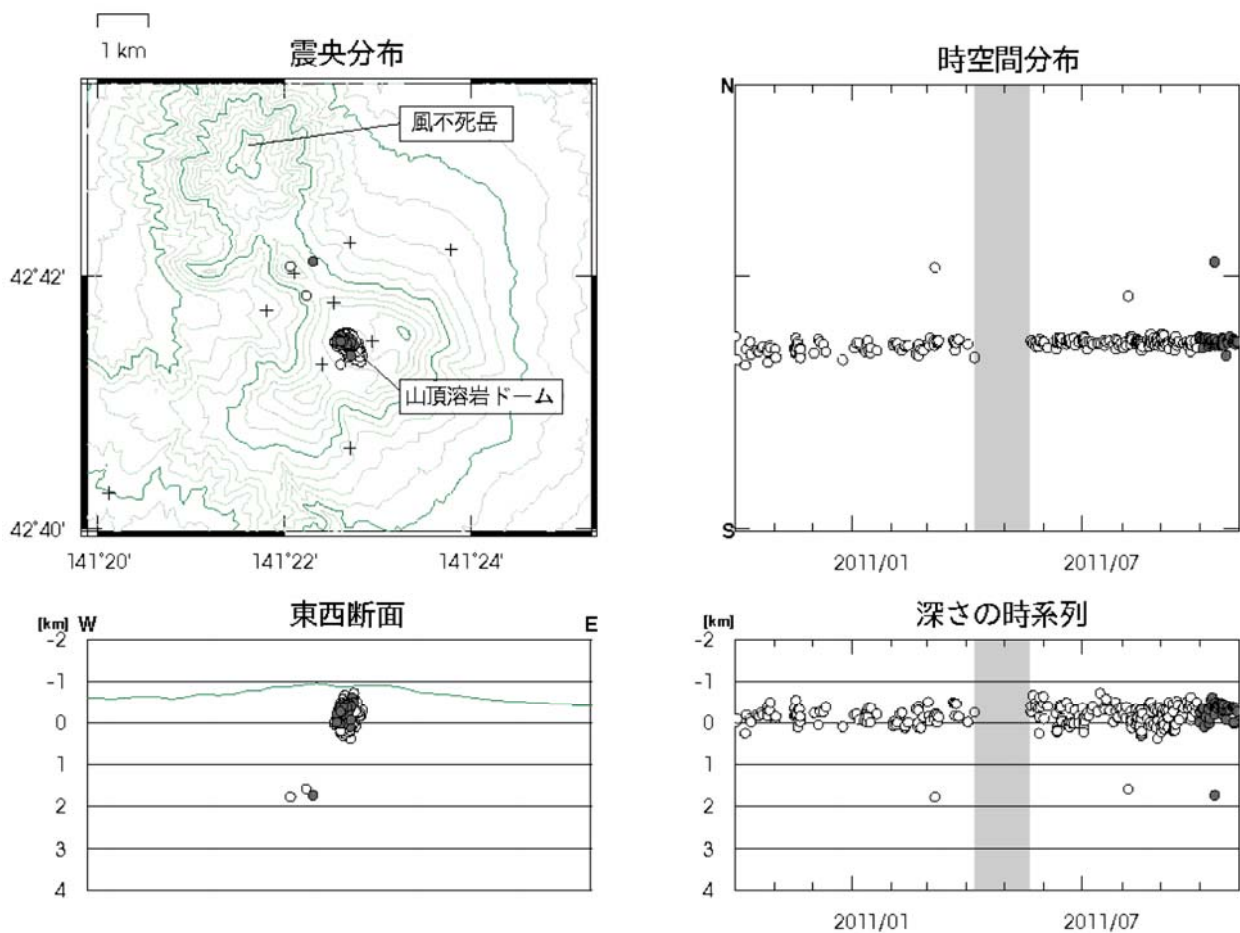 1 km
震央分布
風不死岳
山頂溶岩ドーム
42˚42'
42˚40'
141˚20'
141˚22'
141˚24'
時空間分布
N
S
2011/01
2011/07
東西断面
[km]
W
E
-2
-1
0
1
2
3
4
深さの時系列
[km]
-2
-1
0
1
2
3
4
2011/01
2011/07